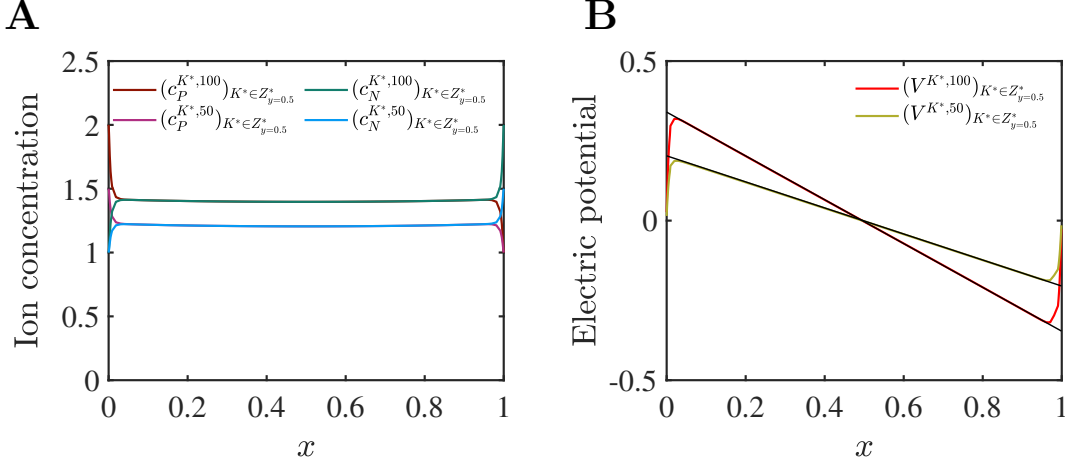 A
B
Ion concentration
2.5
2
1.5
1
0.5
0
(c_P^{K*,100})_{K*∈Z*_{y=0.5}}
(c_N^{K*,100})_{K*∈Z*_{y=0.5}}
(c_P^{K*,50})_{K*∈Z*_{y=0.5}}
(c_N^{K*,50})_{K*∈Z*_{y=0.5}}
0 0.2 0.4 0.6 0.8 1
x
Electric potential
0.5
0
-0.5
(V^{K*,100})_{K*∈Z*_{y=0.5}}
(V^{K*,50})_{K*∈Z*_{y=0.5}}
0 0.2 0.4 0.6 0.8 1
x